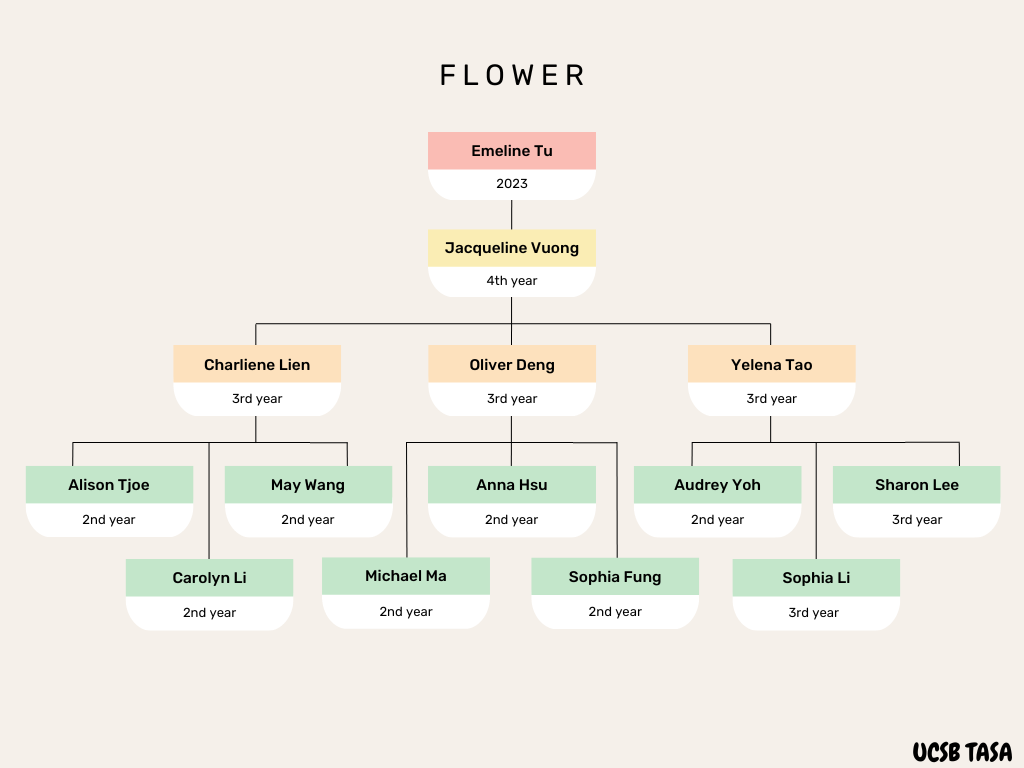 FLOWER
Emeline Tu
2023
Jacqueline Vuong
4th year
Charliene Lien
3rd year
Oliver Deng
3rd year
Yelena Tao
3rd year
Alison Tjoe
2nd year
May Wang
2nd year
Anna Hsu
2nd year
Audrey Yoh
2nd year
Sharon Lee
3rd year
Carolyn Li
2nd year
Michael Ma
2nd year
Sophia Fung
2nd year
Sophia Li
3rd year
UCSB TASA